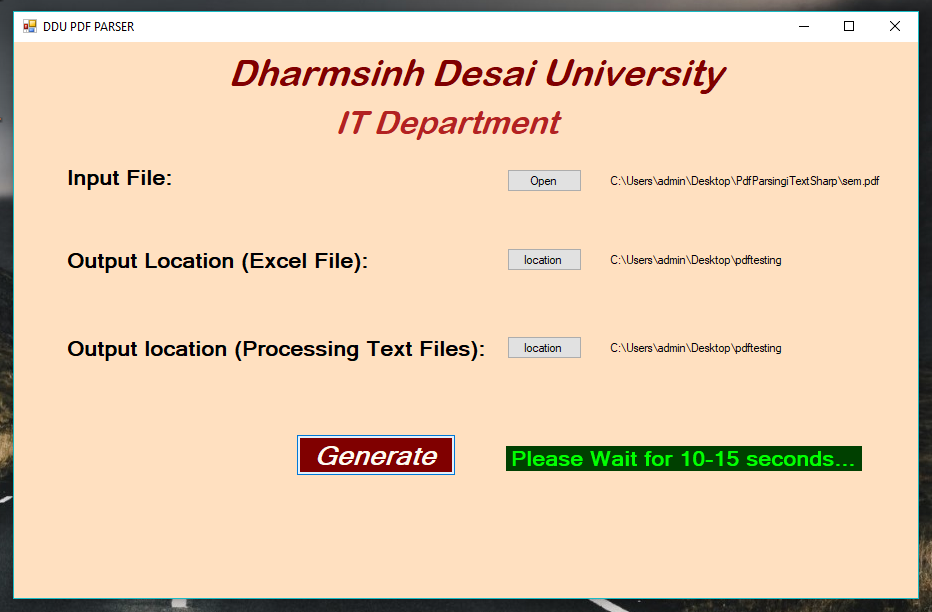 DDU PDF PARSER
Dharmsinh Desai University
IT Department
Input File: Open C:\Users\admin\Desktop\PdfParsingiTextSharp\sem.pdf
Output Location (Excel File): location C:\Users\admin\Desktop\pdftesting
Output location (Processing Text Files): location C:\Users\admin\Desktop\pdftesting
Generate Please Wait for 10-15 seconds...